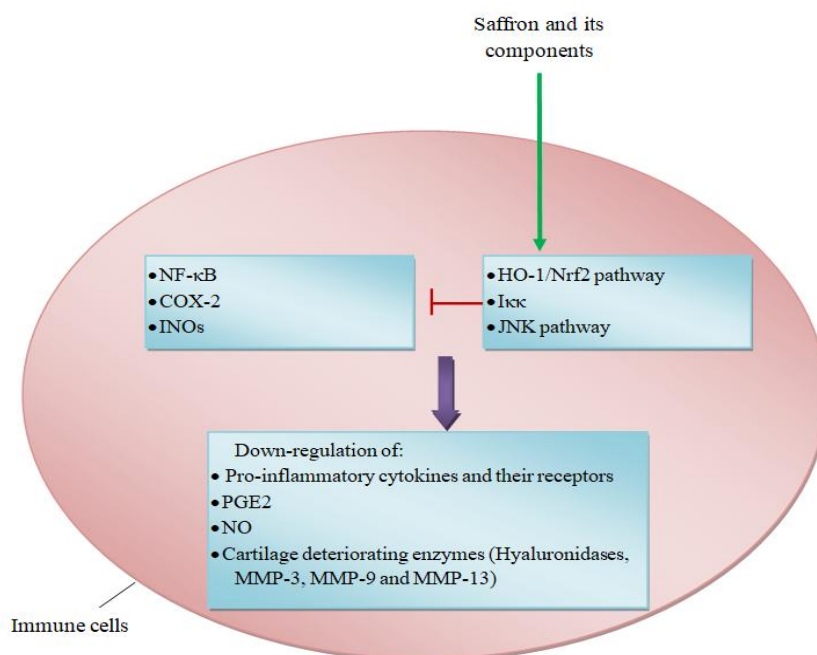 Saffron and its
components
• NF-κB
• COX-2
• INOs
• HO-1/Nrf2 pathway
• Iκκ
• JNK pathway
Down-regulation of:
• Pro-inflammatory cytokines and their receptors
• PGE2
• NO
• Cartilage deteriorating enzymes (Hyaluronidases,
MMP-3, MMP-9 and MMP-13)
Immune cells